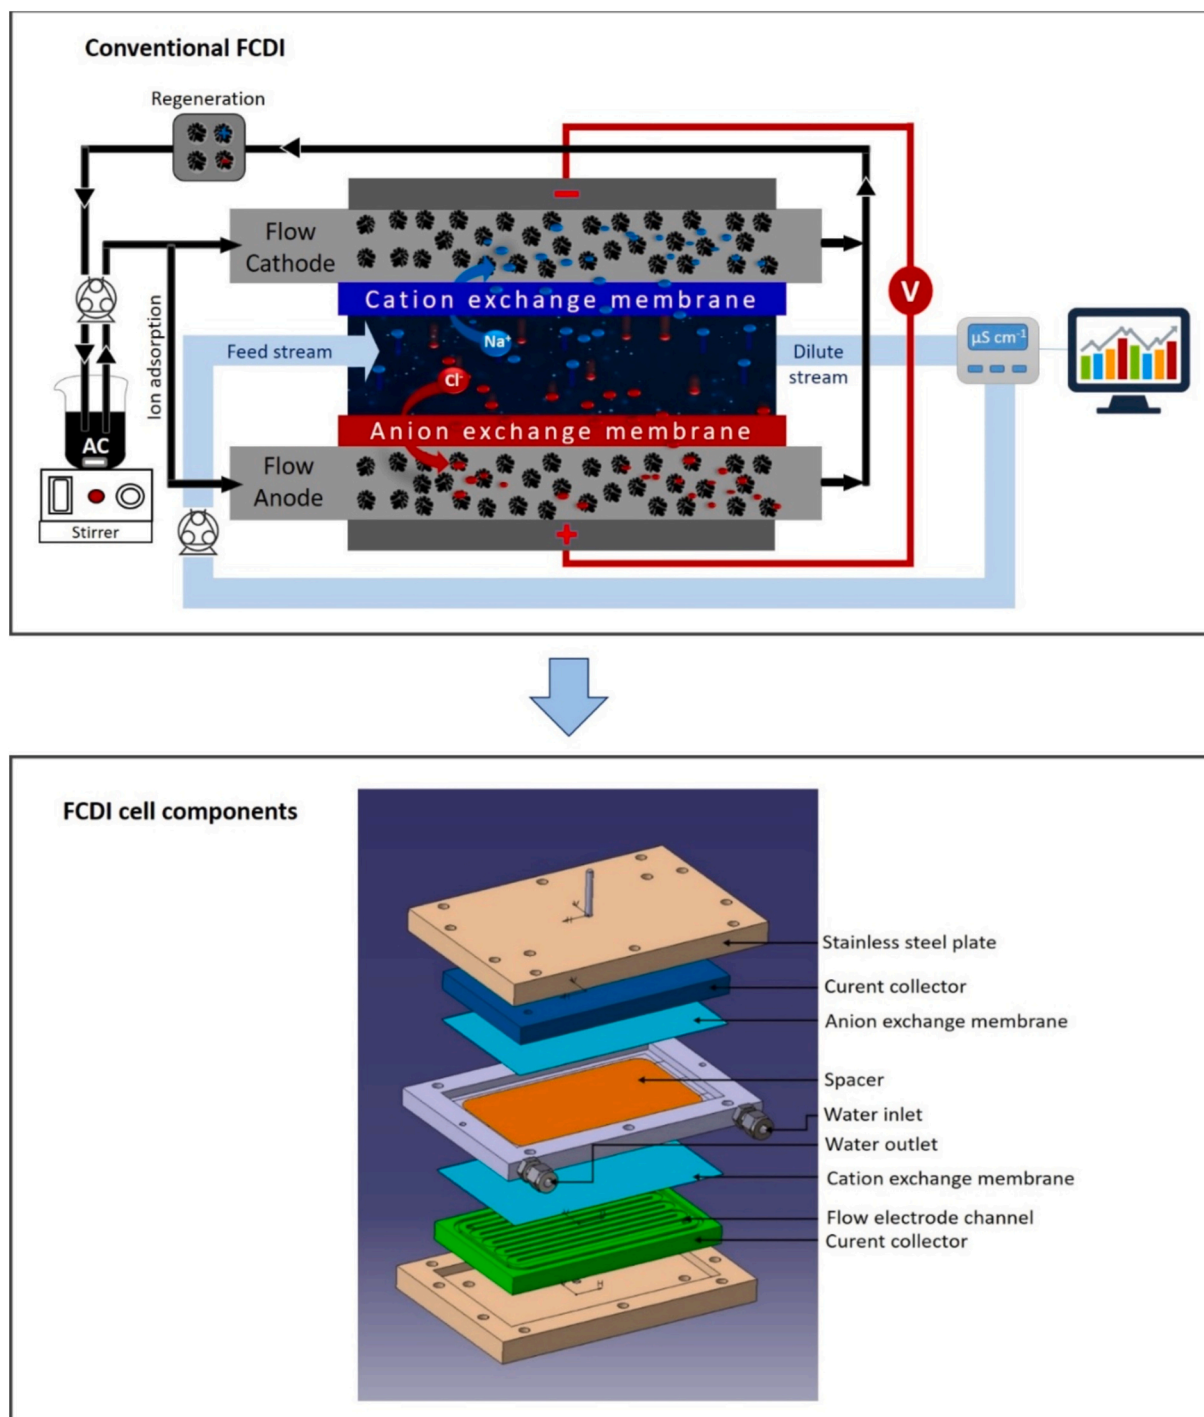 Conventional FCDI
Regeneration
Flow
Cathode
Cation exchange membrane
V
Ion adsorption
Feed stream
Na⁺
Cl⁻
Dilute
stream
µS cm⁻¹
Anion exchange membrane
AC
Flow
Anode
Stirrer
FCDI cell components
Stainless steel plate
Curent collector
Anion exchange membrane
Spacer
Water inlet
Water outlet
Cation exchange membrane
Flow electrode channel
Curent collector